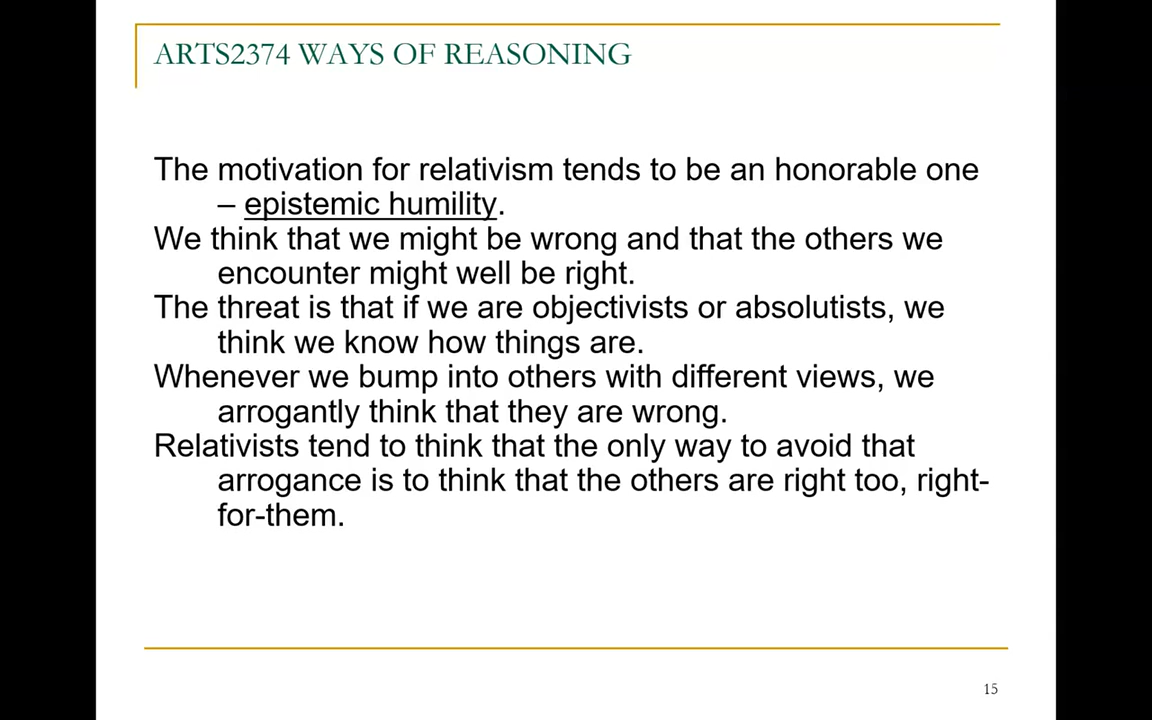 ARTS2374 WAYS OF REASONING
The motivation for relativism tends to be an honorable one
– epistemic humility.
We think that we might be wrong and that the others we
encounter might well be right.
The threat is that if we are objectivists or absolutists, we
think we know how things are.
Whenever we bump into others with different views, we
arrogantly think that they are wrong.
Relativists tend to think that the only way to avoid that
arrogance is to think that the others are right too, right-
for-them.
15